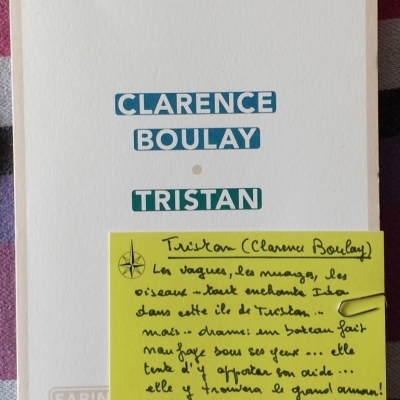 CLARENCE
BOULAY
TRISTAN
Tristan (Clarence Boulay)
Les vagues, les nuages, les
oiseaux.. tout enchante Ida
dans cette île de Tristan..
mais.. drame: un bateau fait
naufrage sous ses yeux... elle
tente d'y apporter son aide...
elle y trouvera le grand amour!
SABIN